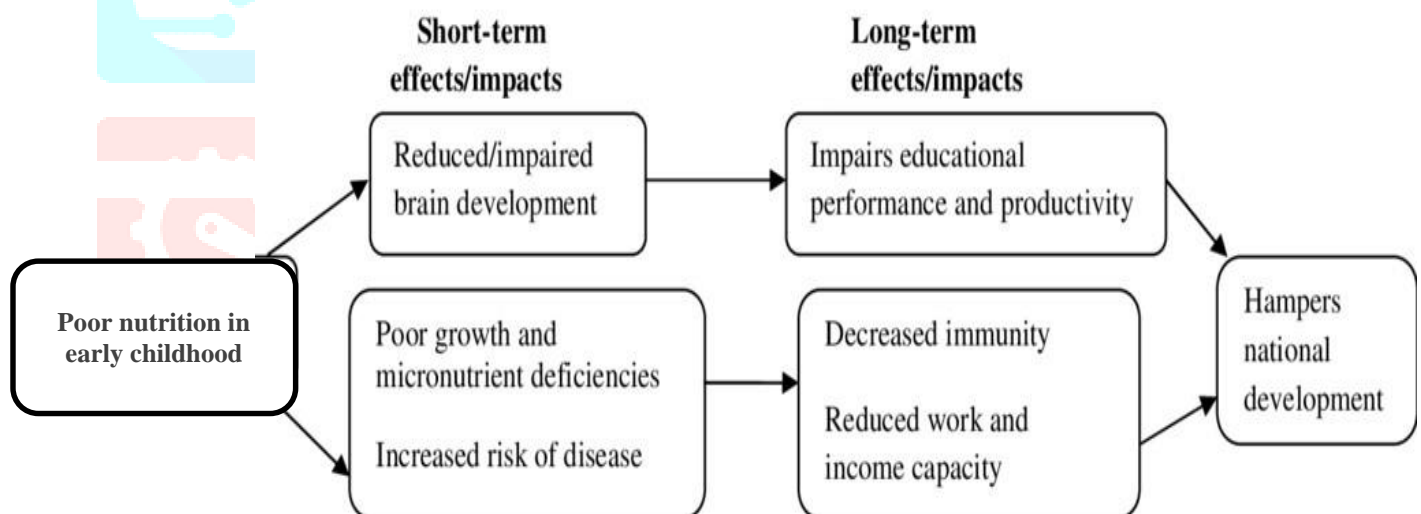 Short-term
effects/impacts
Long-term
effects/impacts
Reduced/impaired
brain development
Impairs educational
performance and productivity
Poor nutrition in
early childhood
Poor growth and
micronutrient deficiencies
Increased risk of disease
Decreased immunity
Reduced work and
income capacity
Hampers
national
development